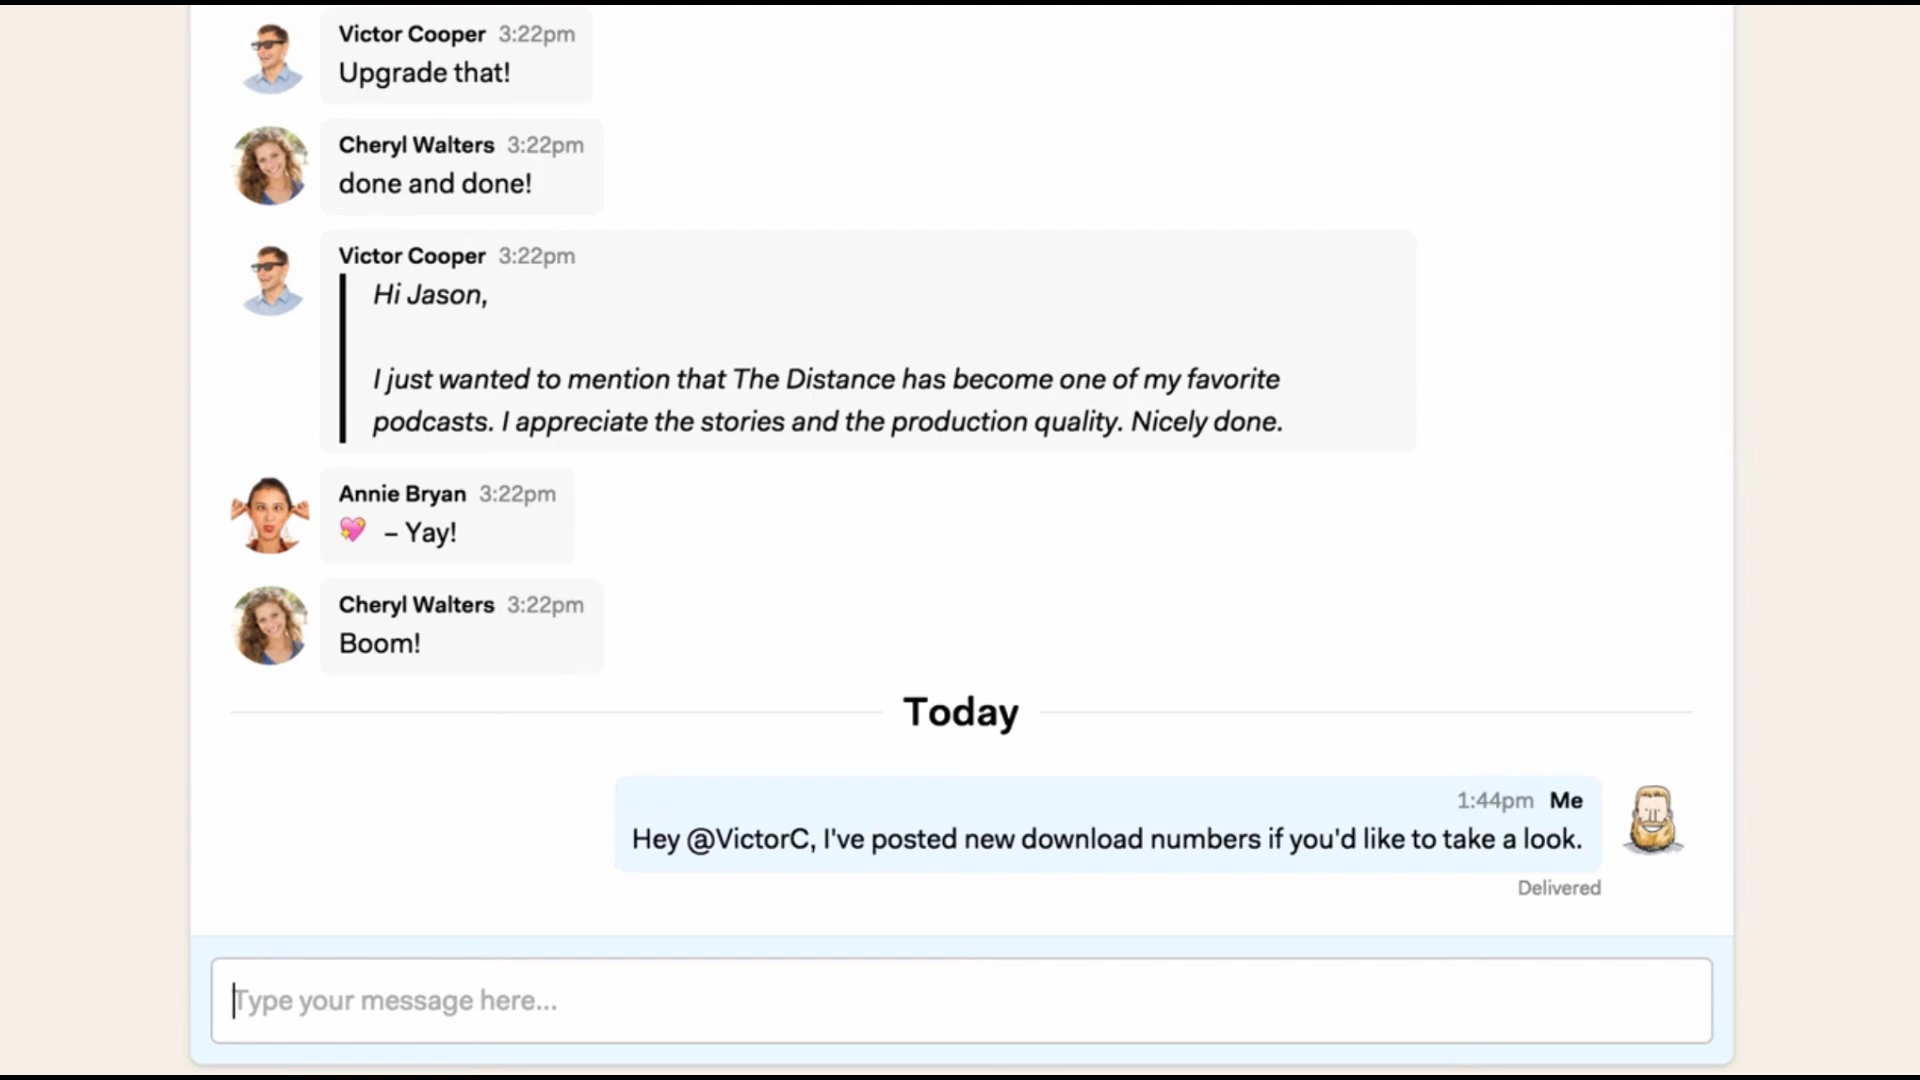 Victor Cooper 3:22pm
Upgrade that!
Cheryl Walters 3:22pm
done and done!
Victor Cooper 3:22pm
Hi Jason,
I just wanted to mention that The Distance has become one of my favorite
podcasts. I appreciate the stories and the production quality. Nicely done.
Annie Bryan 3:22pm
💖 – Yay!
Cheryl Walters 3:22pm
Boom!
Today
1:44pm Me
Hey @VictorC, I've posted new download numbers if you'd like to take a look.
Delivered
Type your message here...